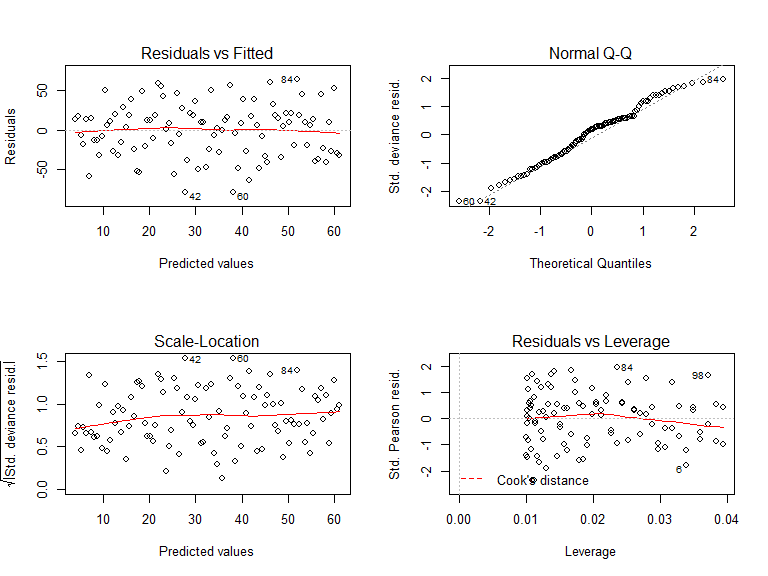 Residuals vs Fitted
Residuals
50
0
-50
84
42
60
10 20 30 40 50 60
Predicted values
Normal Q-Q
Std. deviance resid.
2
1
0
-1
-2
84
60 42
-2 -1 0 1 2
Theoretical Quantiles
Scale-Location
√|Std. deviance resid.|
1.5
1.0
0.5
0.0
42
60
84
10 20 30 40 50 60
Predicted values
Residuals vs Leverage
Std. Pearson resid.
2
1
0
-1
-2
84
98
6
Cook's distance
0.00 0.01 0.02 0.03 0.04
Leverage